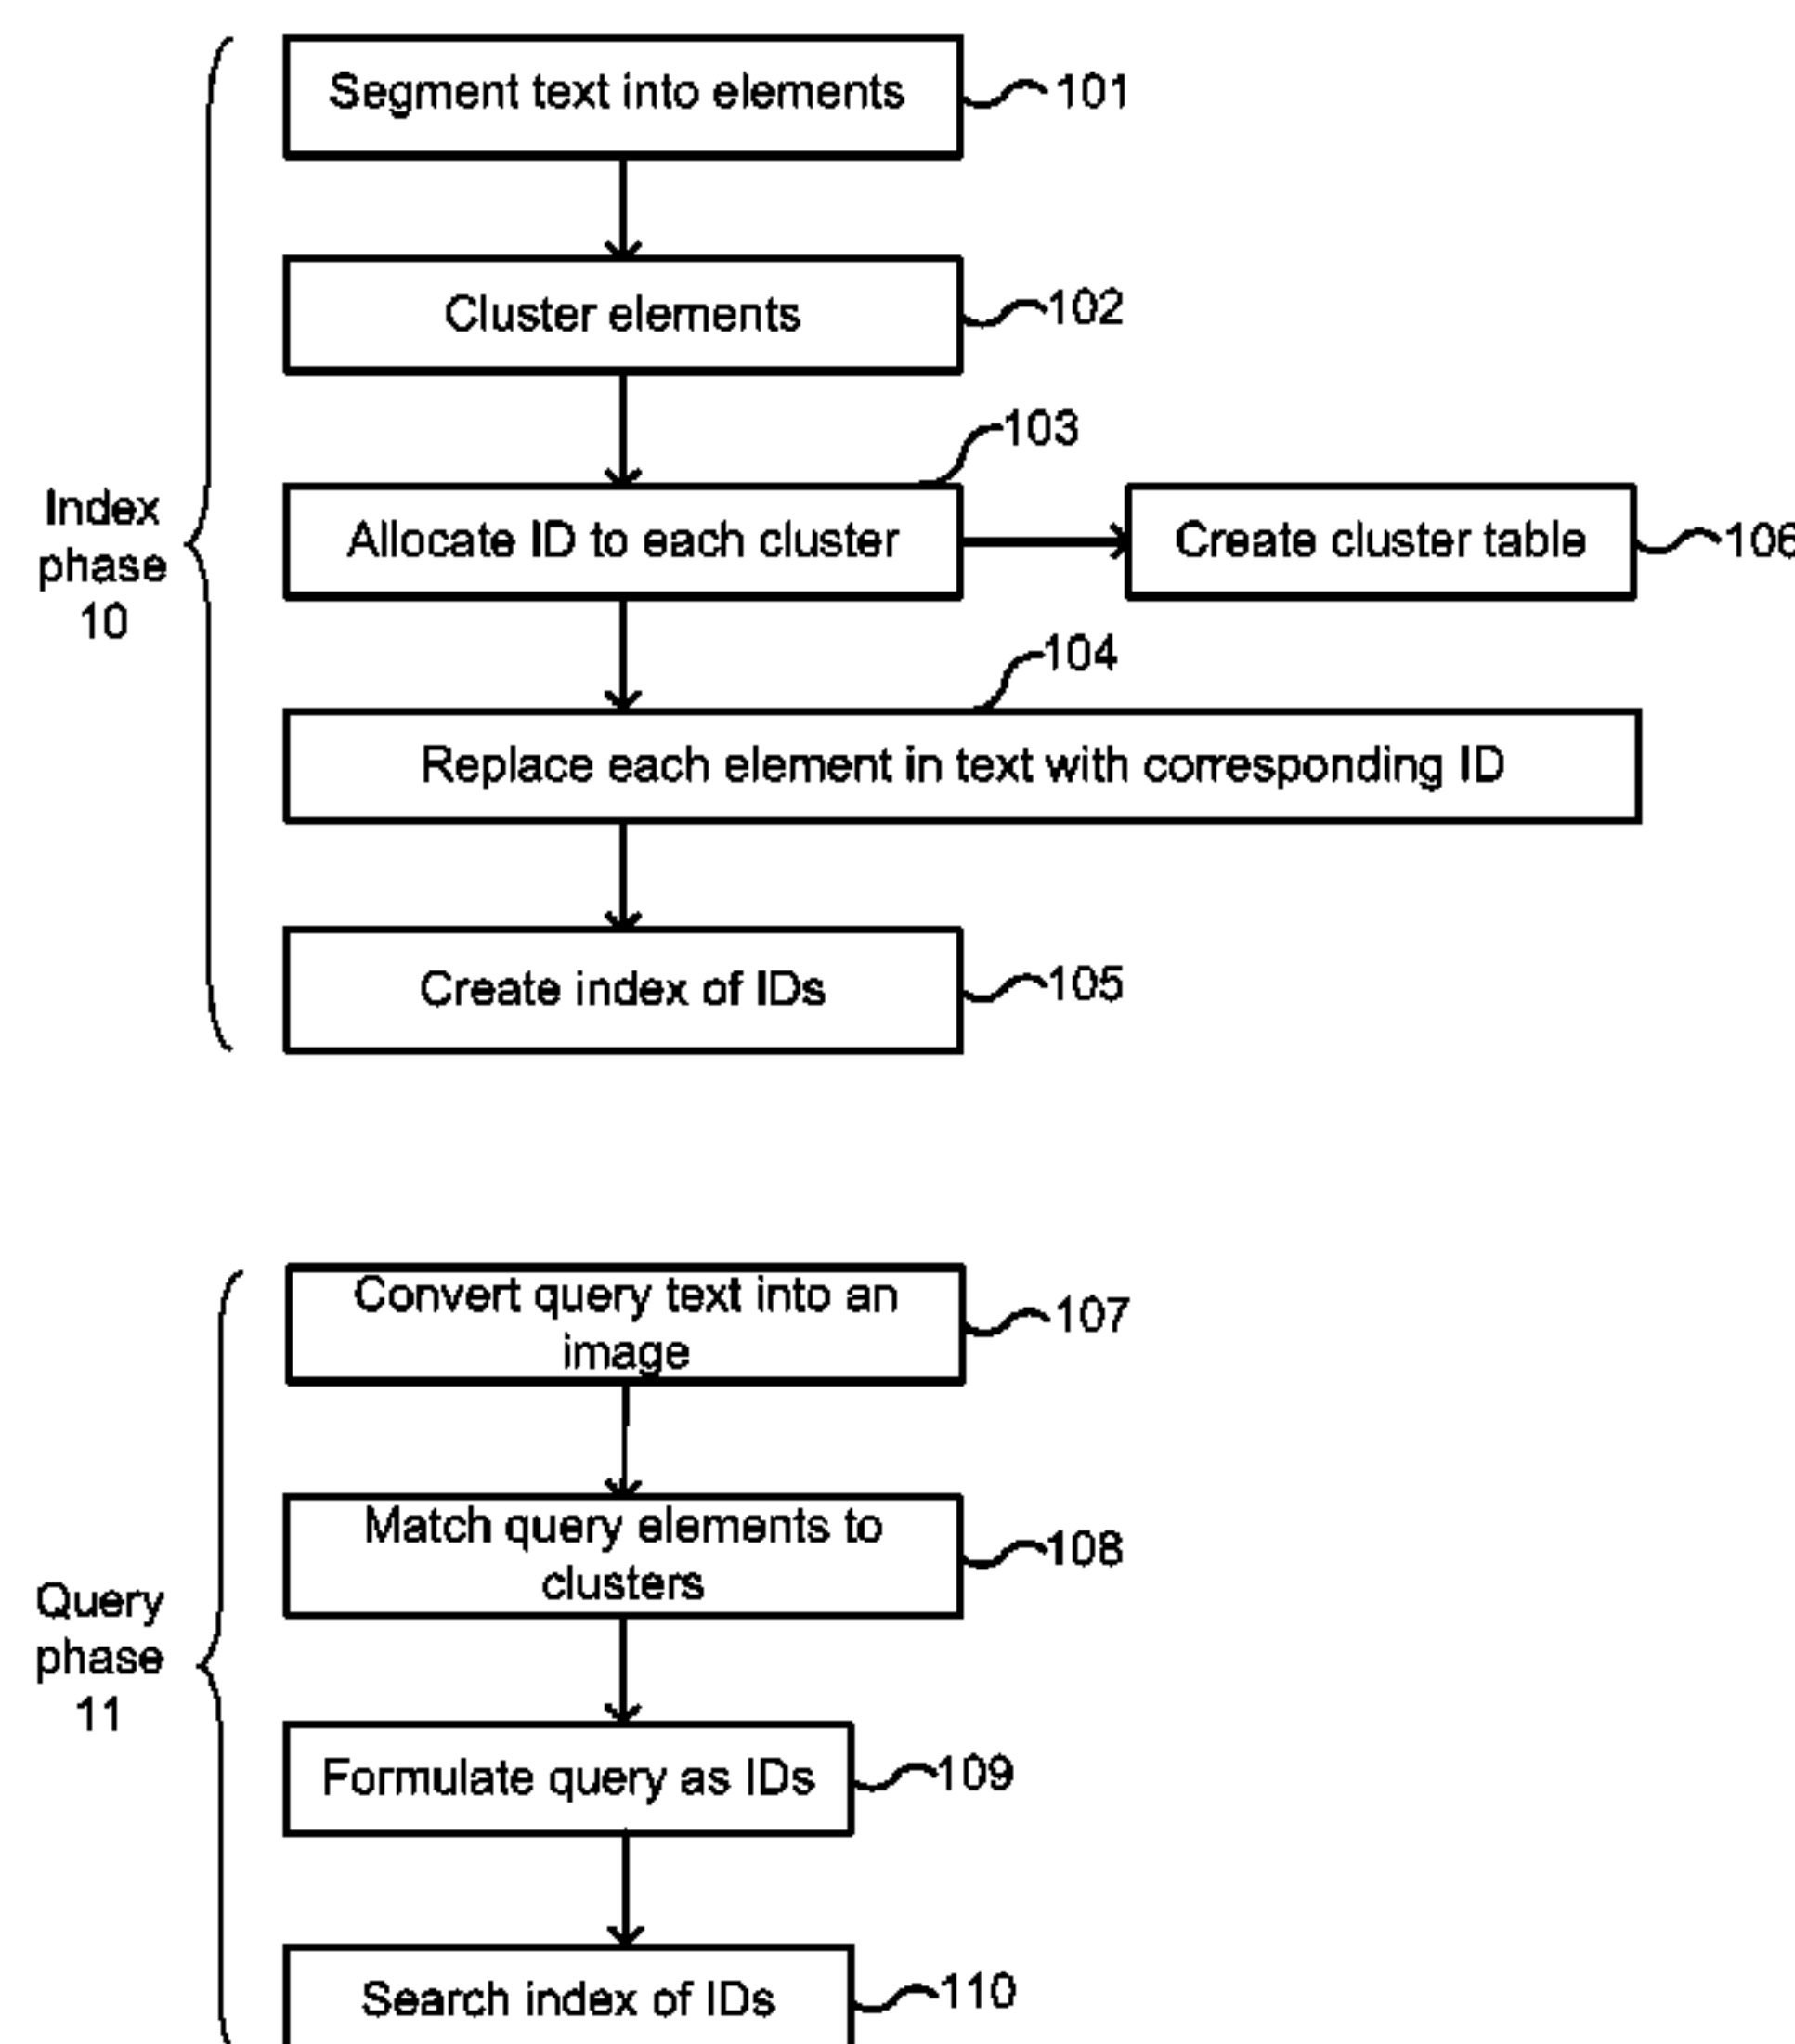 Segment text into elements
101
Cluster elements
102
103
Allocate ID to each cluster
Create cluster table
106
Index
phase
10
104
Replace each element in text with corresponding ID
Create index of IDs
105
Convert query text into an
image
107
Match query elements to
clusters
108
Query
phase
11
Formulate query as IDs
109
Search index of IDs
110